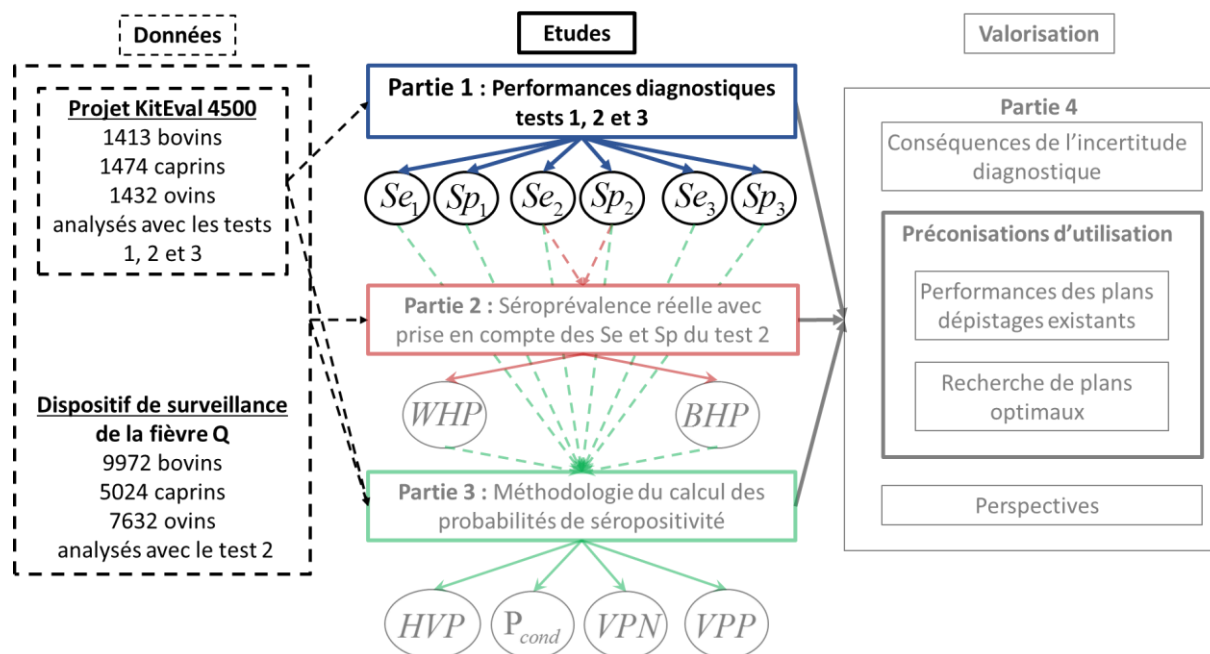 Données
Projet KitEval 4500
1413 bovins
1474 caprins
1432 ovins
analysés avec les tests
1, 2 et 3
Dispositif de surveillance
de la fièvre Q
9972 bovins
5024 caprins
7632 ovins
analysés avec le test 2
Etudes
Partie 1 : Performances diagnostiques
tests 1, 2 et 3
Se1 Sp1 Se2 Sp2 Se3 Sp3
Partie 2 : Séroprévalence réelle avec
prise en compte des Se et Sp du test 2
WHP BHP
Partie 3 : Méthodologie du calcul des
probabilités de séropositivité
HVP Pcond VPN VPP
Valorisation
Partie 4
Conséquences de l’incertitude
diagnostique
Préconisations d’utilisation
Performances des plans
dépistages existants
Recherche de plans
optimaux
Perspectives